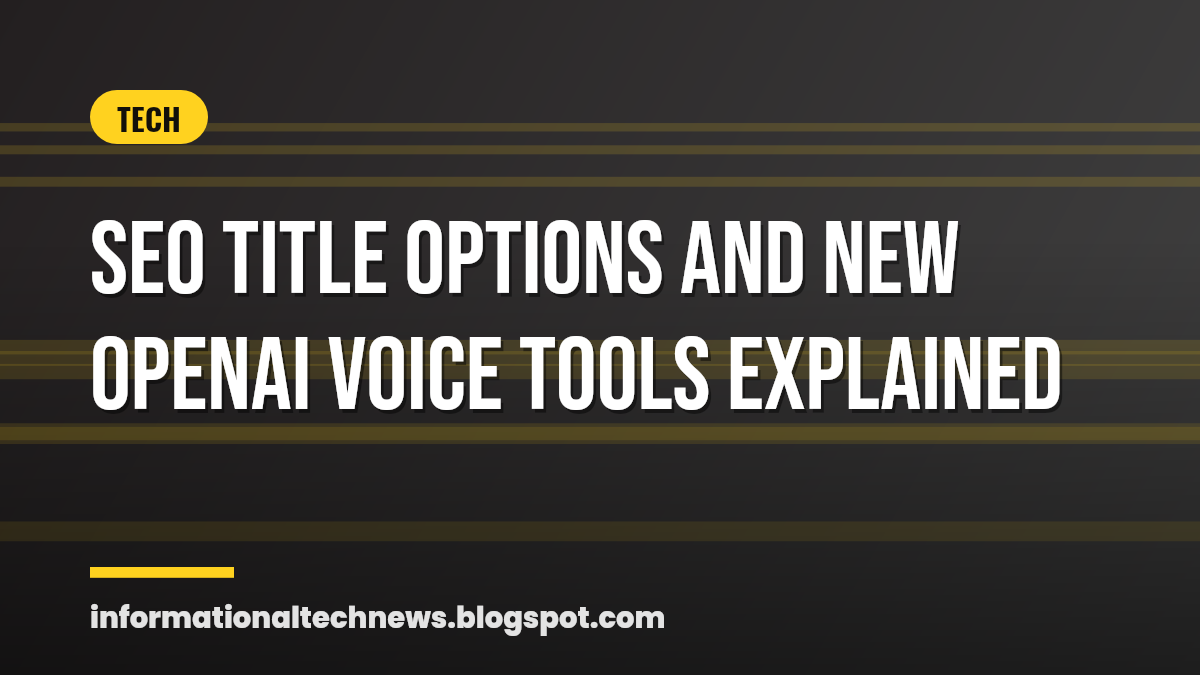 TECH
SEO TITLE OPTIONS AND NEW
OPENAI VOICE TOOLS EXPLAINED
informationaltechnews.blogspot.com